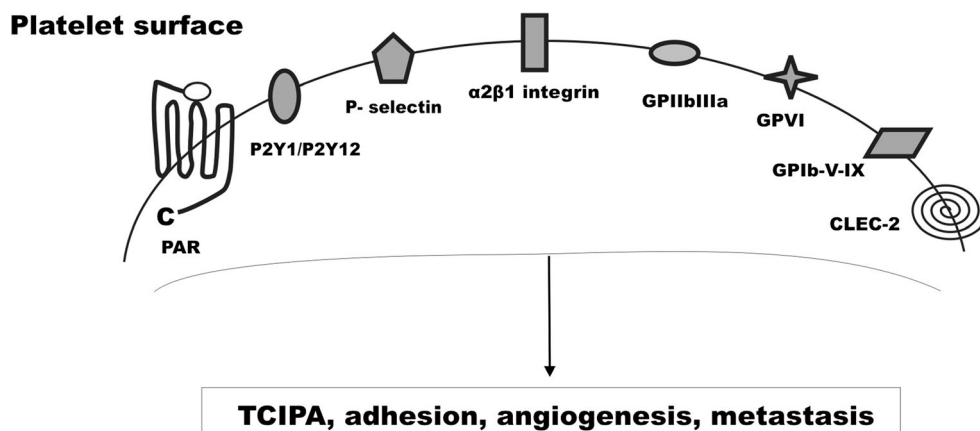 Platelet surface
PAR
C
P2Y1/P2Y12
P- selectin
α2β1 integrin
GPIIbIIIa
GPVI
GPIb-V-IX
CLEC-2
TCIPA, adhesion, angiogenesis, metastasis